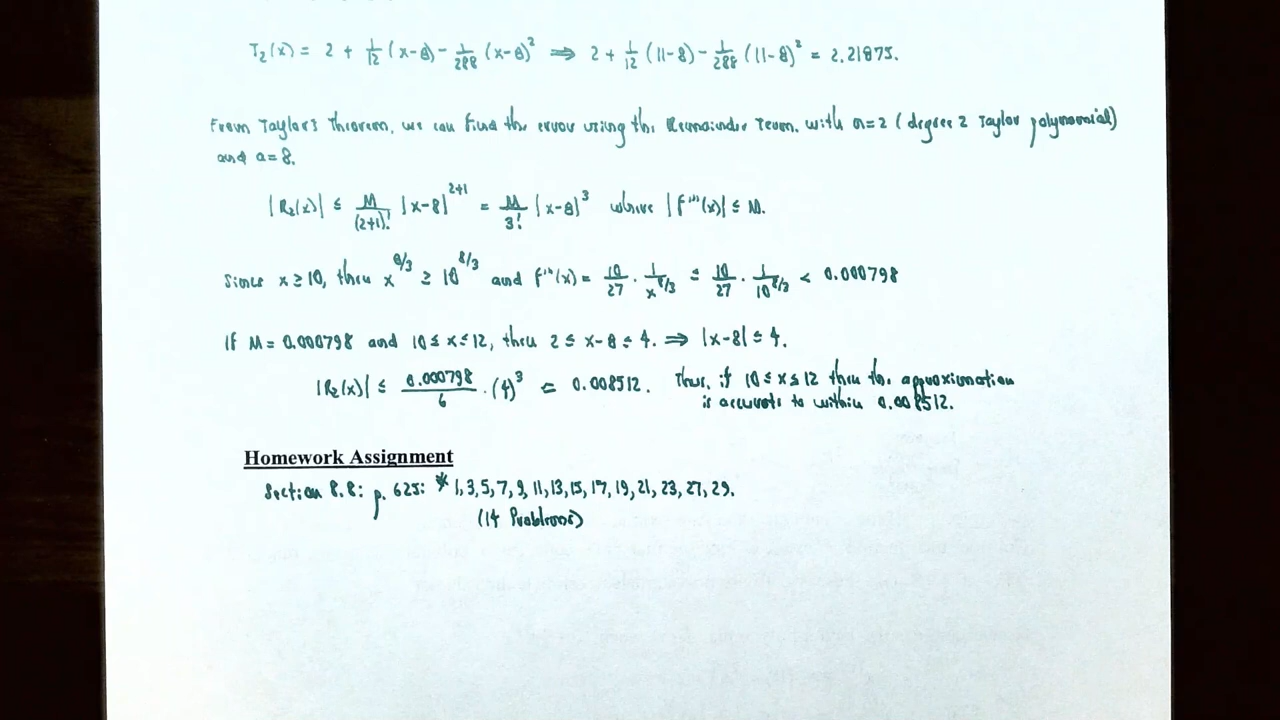 T₂(x) = 2 + 1/12 (x-8) - 1/288 (x-8)² ⟹ 2 + 1/12 (11-8) - 1/288 (11-8)² = 2.21875.
From Taylor's Theorem, we can find the error using the Remainder Term. with n=2 (degree 2 Taylor polynomial)
and a=8.
|R₂(x)| ≤ M/(2+1)! |x-8|²⁺¹ = M/3! |x-8|³ where |f'''(x)| ≤ M.
Since x ≥ 10, then x^(8/3) ≥ 10^(8/3) and f'''(x) = 10/27 · 1/x^(8/3) ≤ 10/27 · 1/10^(8/3) < 0.000798
If M = 0.000798 and 10 ≤ x ≤ 12, then 2 ≤ x-8 ≤ 4. ⟹ |x-8| ≤ 4.
|R₂(x)| ≤ 0.000798/6 · (4)³ = 0.008512. Thus, if 10 ≤ x ≤ 12 then the approximation
is accurate to within 0.008512.
Homework Assignment
Section 8.8: p. 625: # 1, 3, 5, 7, 9, 11, 13, 15, 17, 19, 21, 23, 27, 29.
(14 Problems)